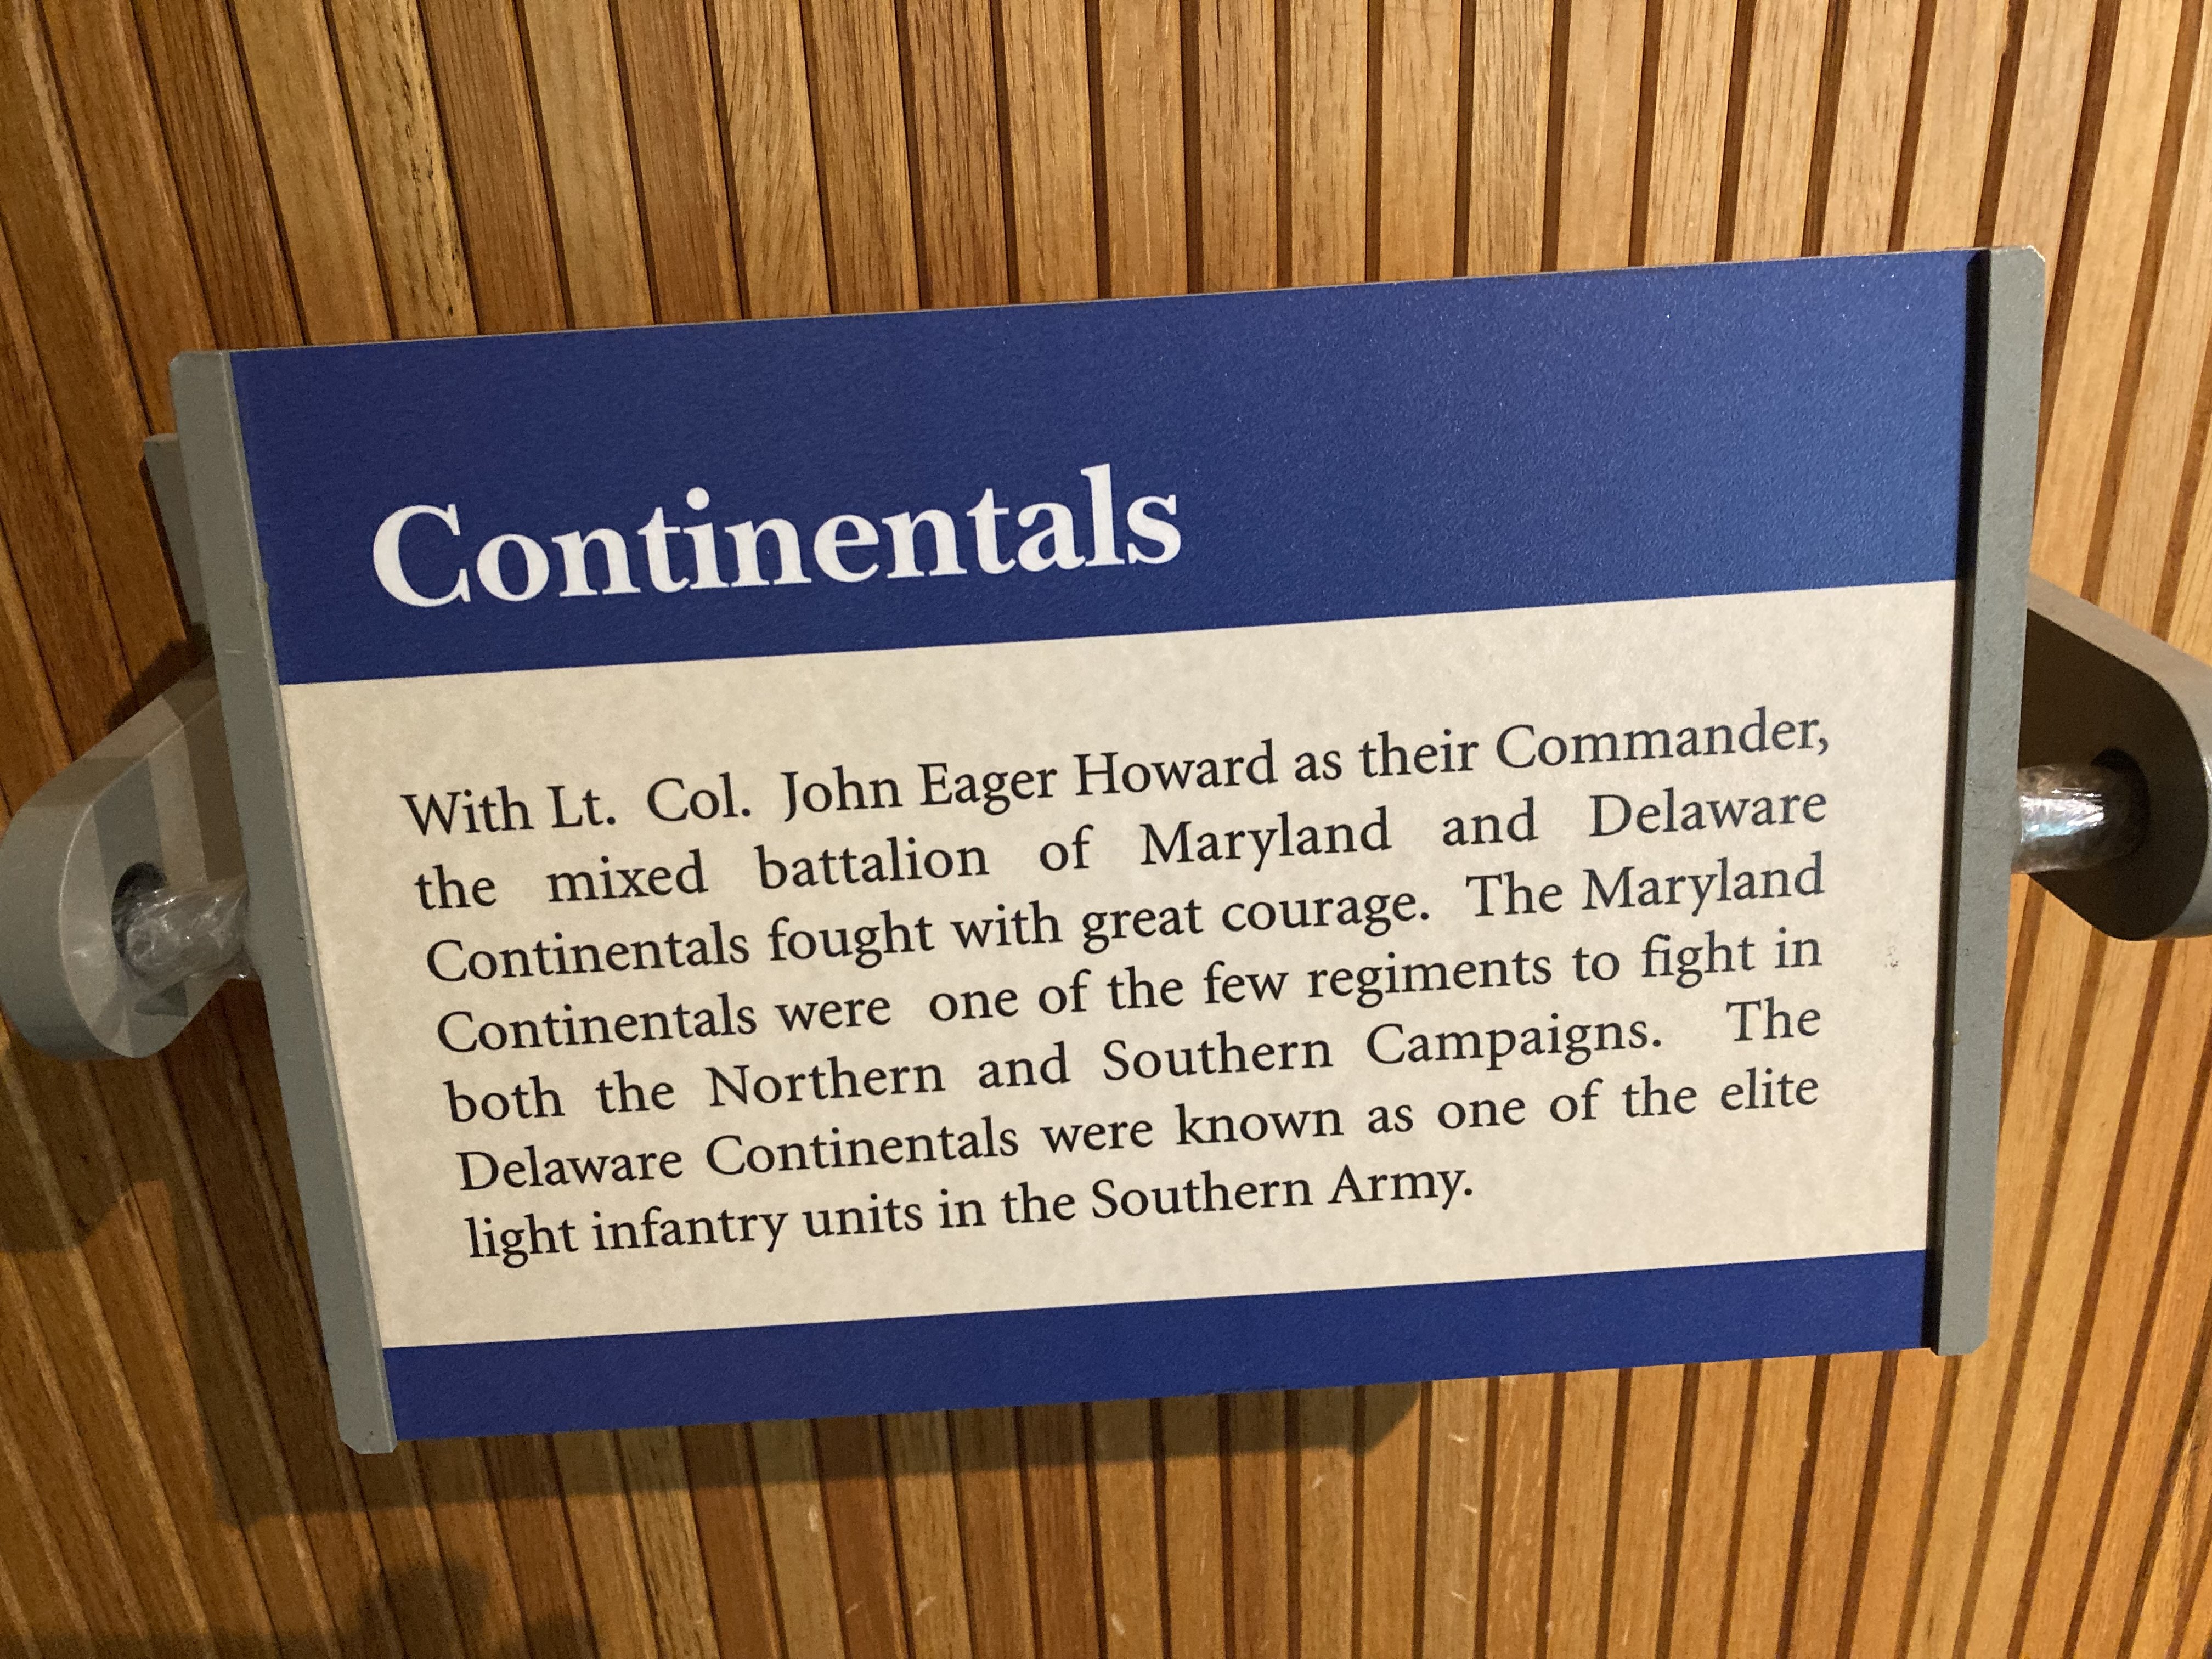 Continentals
With Lt. Col. John Eager Howard as their Commander,
the mixed battalion of Maryland and Delaware
Continentals fought with great courage. The Maryland
Continentals were one of the few regiments to fight in
both the Northern and Southern Campaigns. The
Delaware Continentals were known as one of the elite
light infantry units in the Southern Army.